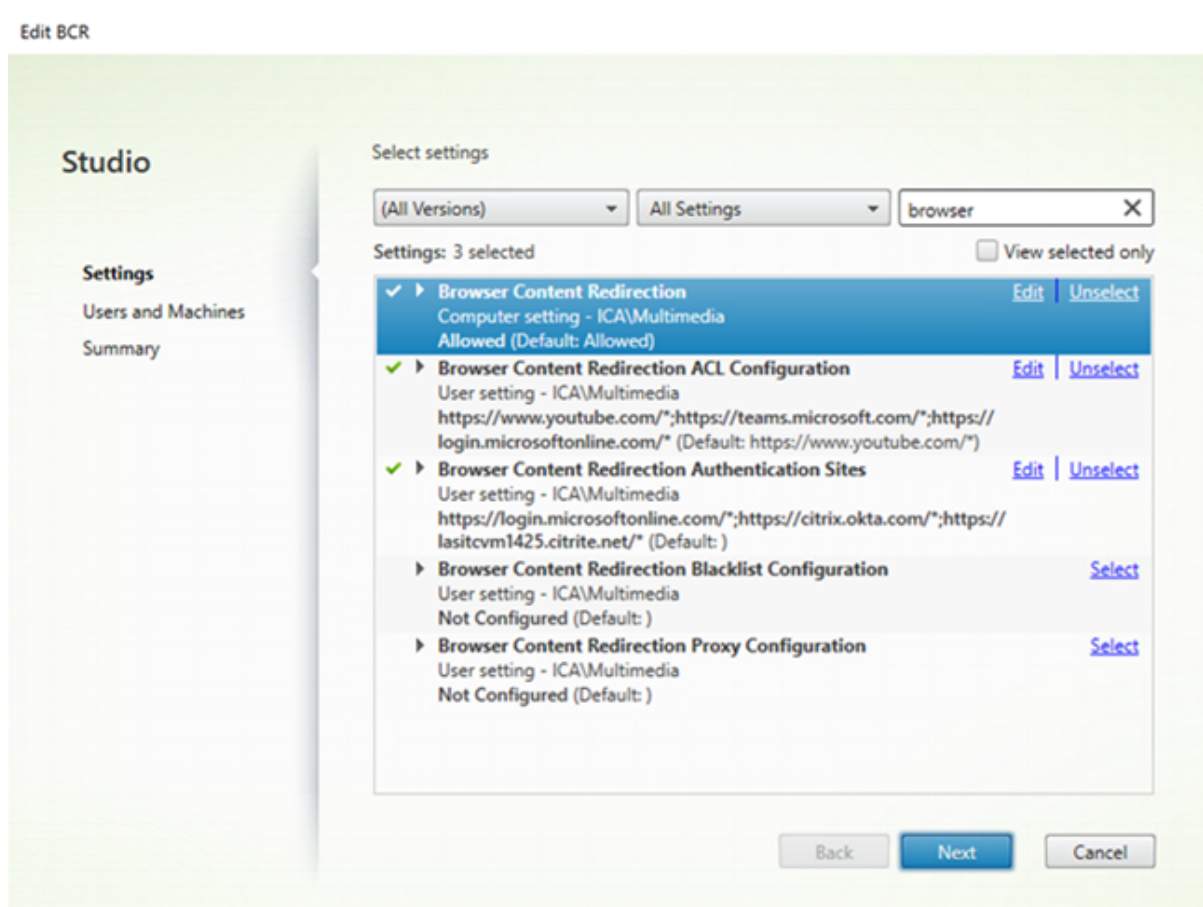 Edit BCR
Studio
Select settings
(All Versions) All Settings browser
Settings: 3 selected View selected only
Settings
Users and Machines
Summary
Browser Content Redirection Edit Unselect
Computer setting - ICA\Multimedia
Allowed (Default: Allowed)
Browser Content Redirection ACL Configuration Edit Unselect
User setting - ICA\Multimedia
https://www.youtube.com/*;https://teams.microsoft.com/*;https://
login.microsoftonline.com/* (Default: https://www.youtube.com/*)
Browser Content Redirection Authentication Sites Edit Unselect
User setting - ICA\Multimedia
https://login.microsoftonline.com/*;https://citrix.okta.com/*;https://
lasitcvm1425.citrite.net/* (Default: )
Browser Content Redirection Blacklist Configuration Select
User setting - ICA\Multimedia
Not Configured (Default: )
Browser Content Redirection Proxy Configuration Select
User setting - ICA\Multimedia
Not Configured (Default: )
Back Next Cancel